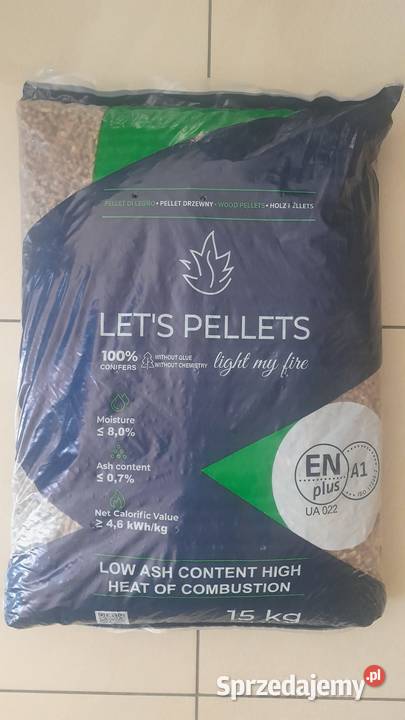 PELLET DI LEGNO • PELLET DRZEWNY • WOOD PELLETS • HOLZPELLETS
LET'S PELLETS
100%
CONIFERS
WITHOUT GLUE
WITHOUT CHEMISTRY
light my fire
Moisture
≤ 8,0%
Ash content
≤ 0,7%
Net Calorific Value
≥ 4,6 kWh/kg
EN
plus
A1
UA 022
LOW ASH CONTENT HIGH
HEAT OF COMBUSTION
15 kg
Sprzedajemy.pl